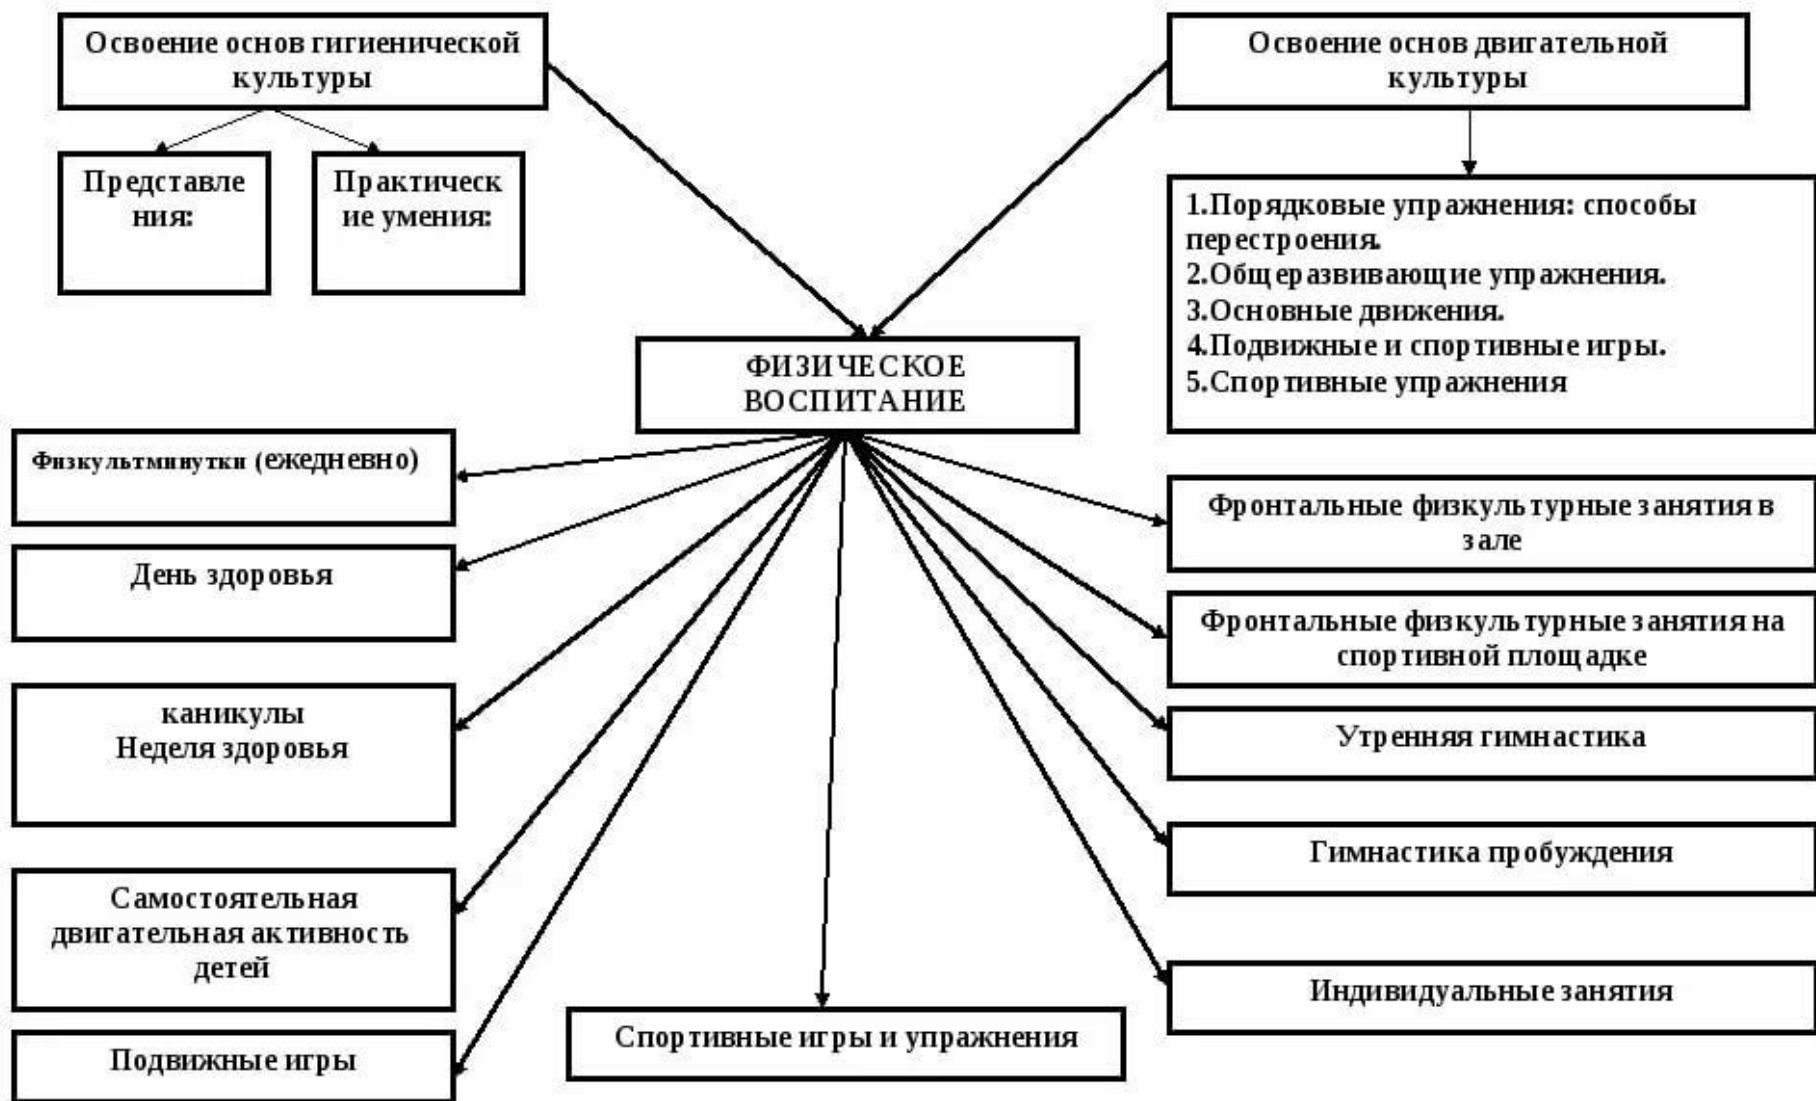 Освоение основ гигиенической
культуры
Освоение основ двигательной
культуры
Представле
ния:
Практическ
ие умения:
1.Порядковые упражнения: способы
перестроения.
2.Общеразвивающие упражнения.
3.Основные движения.
4.Подвижные и спортивные игры.
5.Спортивные упражнения
ФИЗИЧЕСКОЕ
ВОСПИТАНИЕ
Физкультминутки (ежедневно)
День здоровья
каникулы
Неделя здоровья
Самостоятельная
двигательная активность
детей
Подвижные игры
Спортивные игры и упражнения
Фронтальные физкультурные занятия в
зале
Фронтальные физкультурные занятия на
спортивной площадке
Утренняя гимнастика
Гимнастика пробуждения
Индивидуальные занятия